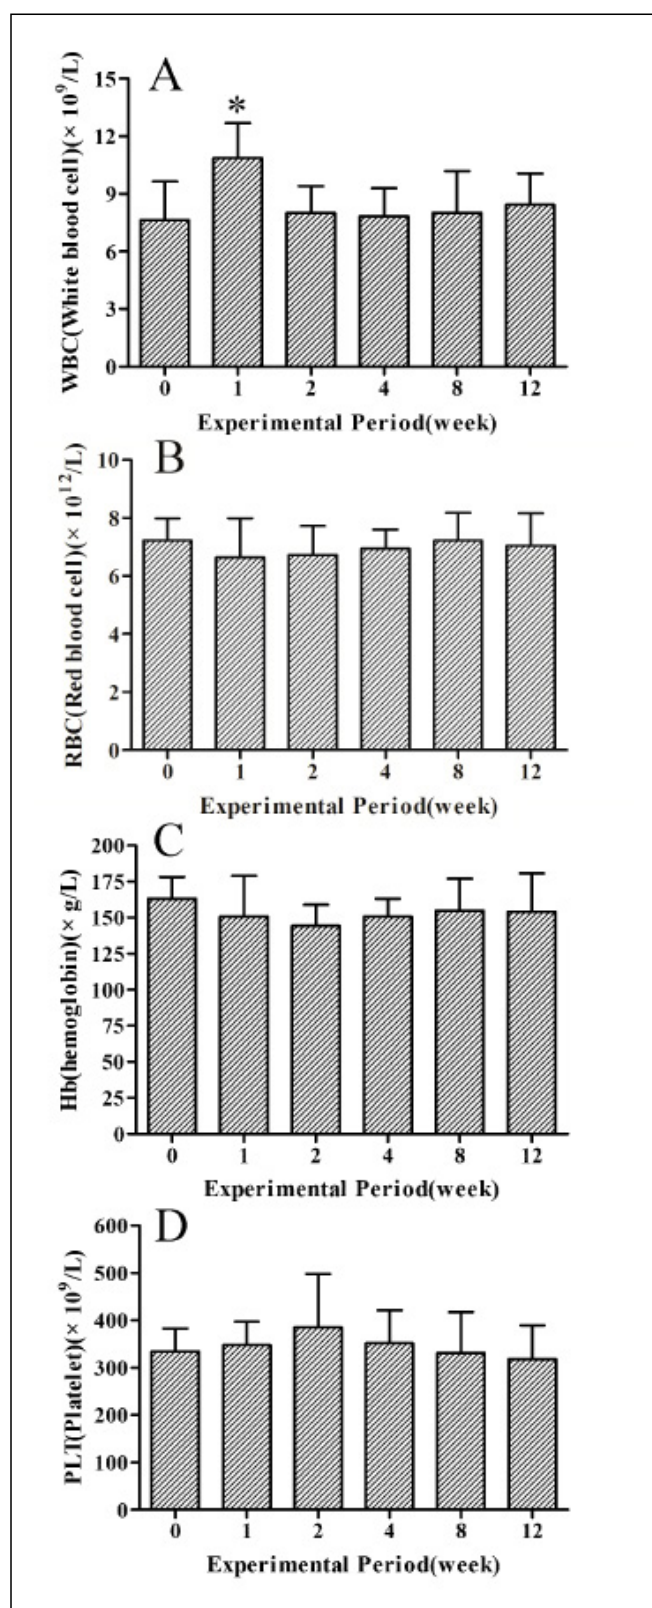 A
WBC(White blood cell)(× 10⁹/L)
15
12
9
6
3
0
*
0 1 2 4 8 12
Experimental Period(week)
B
RBC(Red blood cell)(× 10¹²/L)
10
8
6
4
2
0
0 1 2 4 8 12
Experimental Period(week)
C
Hb(hemoglobin)(× g/L)
200
175
150
125
100
75
50
25
0
0 1 2 4 8 12
Experimental Period(week)
D
PLT(Platelet)(× 10⁹/L)
600
500
400
300
200
100
0
0 1 2 4 8 12
Experimental Period(week)